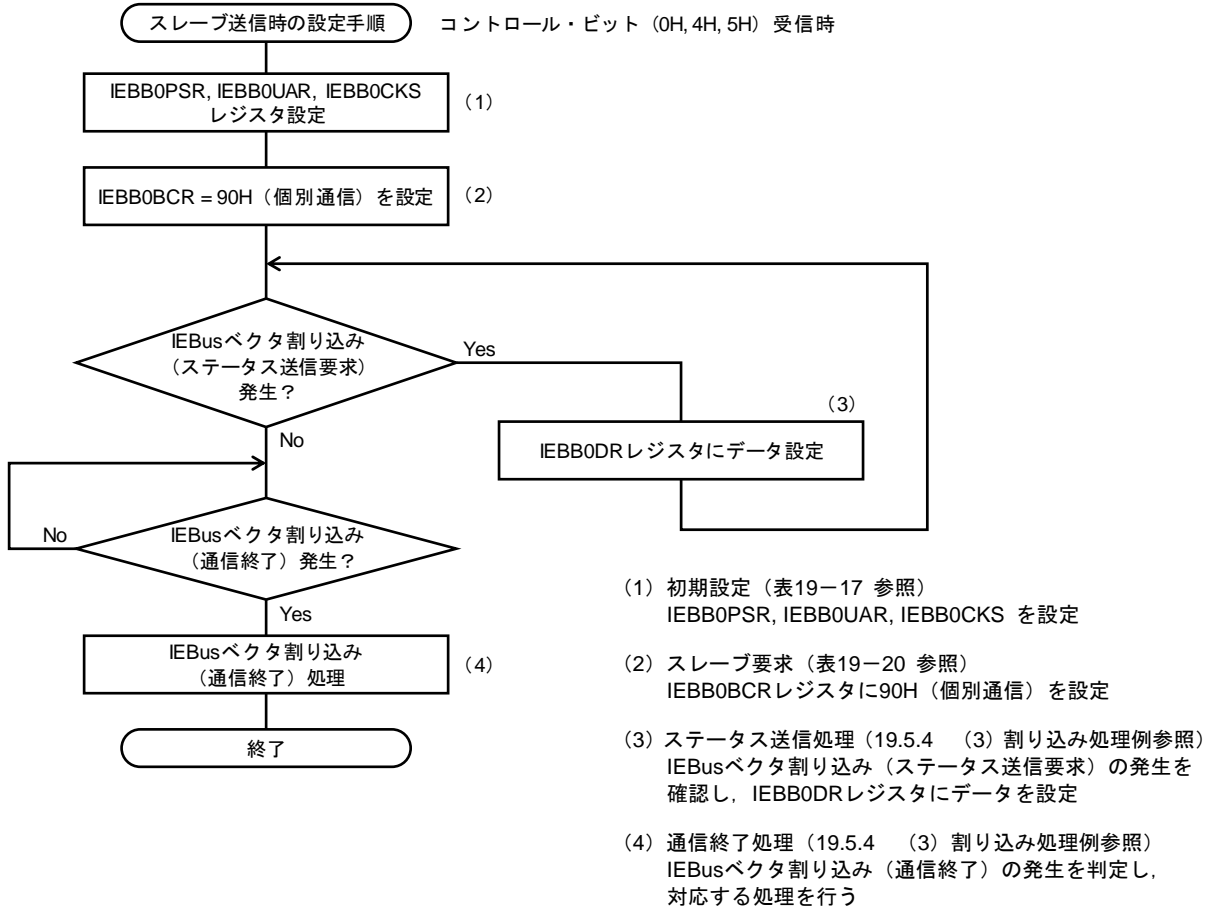 スレーブ送信時の設定手順
コントロール・ビット（0H, 4H, 5H）受信時
IEBB0PSR, IEBB0UAR, IEBB0CKS
レジスタ設定
（1）
IEBB0BCR = 90H（個別通信）を設定
（2）
IEBusベクタ割り込み
（ステータス送信要求）
発生？
Yes
（3）
IEBB0DRレジスタにデータ設定
No
IEBusベクタ割り込み
（通信終了）発生？
No
Yes
IEBusベクタ割り込み
（通信終了）処理
（4）
終了
（1）初期設定（表19－17 参照）
IEBB0PSR, IEBB0UAR, IEBB0CKS を設定
（2）スレーブ要求（表19－20 参照）
IEBB0BCRレジスタに90H（個別通信）を設定
（3）ステータス送信処理（19.5.4 （3）割り込み処理例参照）
IEBusベクタ割り込み（ステータス送信要求）の発生を
確認し，IEBB0DRレジスタにデータを設定
（4）通信終了処理（19.5.4 （3）割り込み処理例参照）
IEBusベクタ割り込み（通信終了）の発生を判定し，
対応する処理を行う